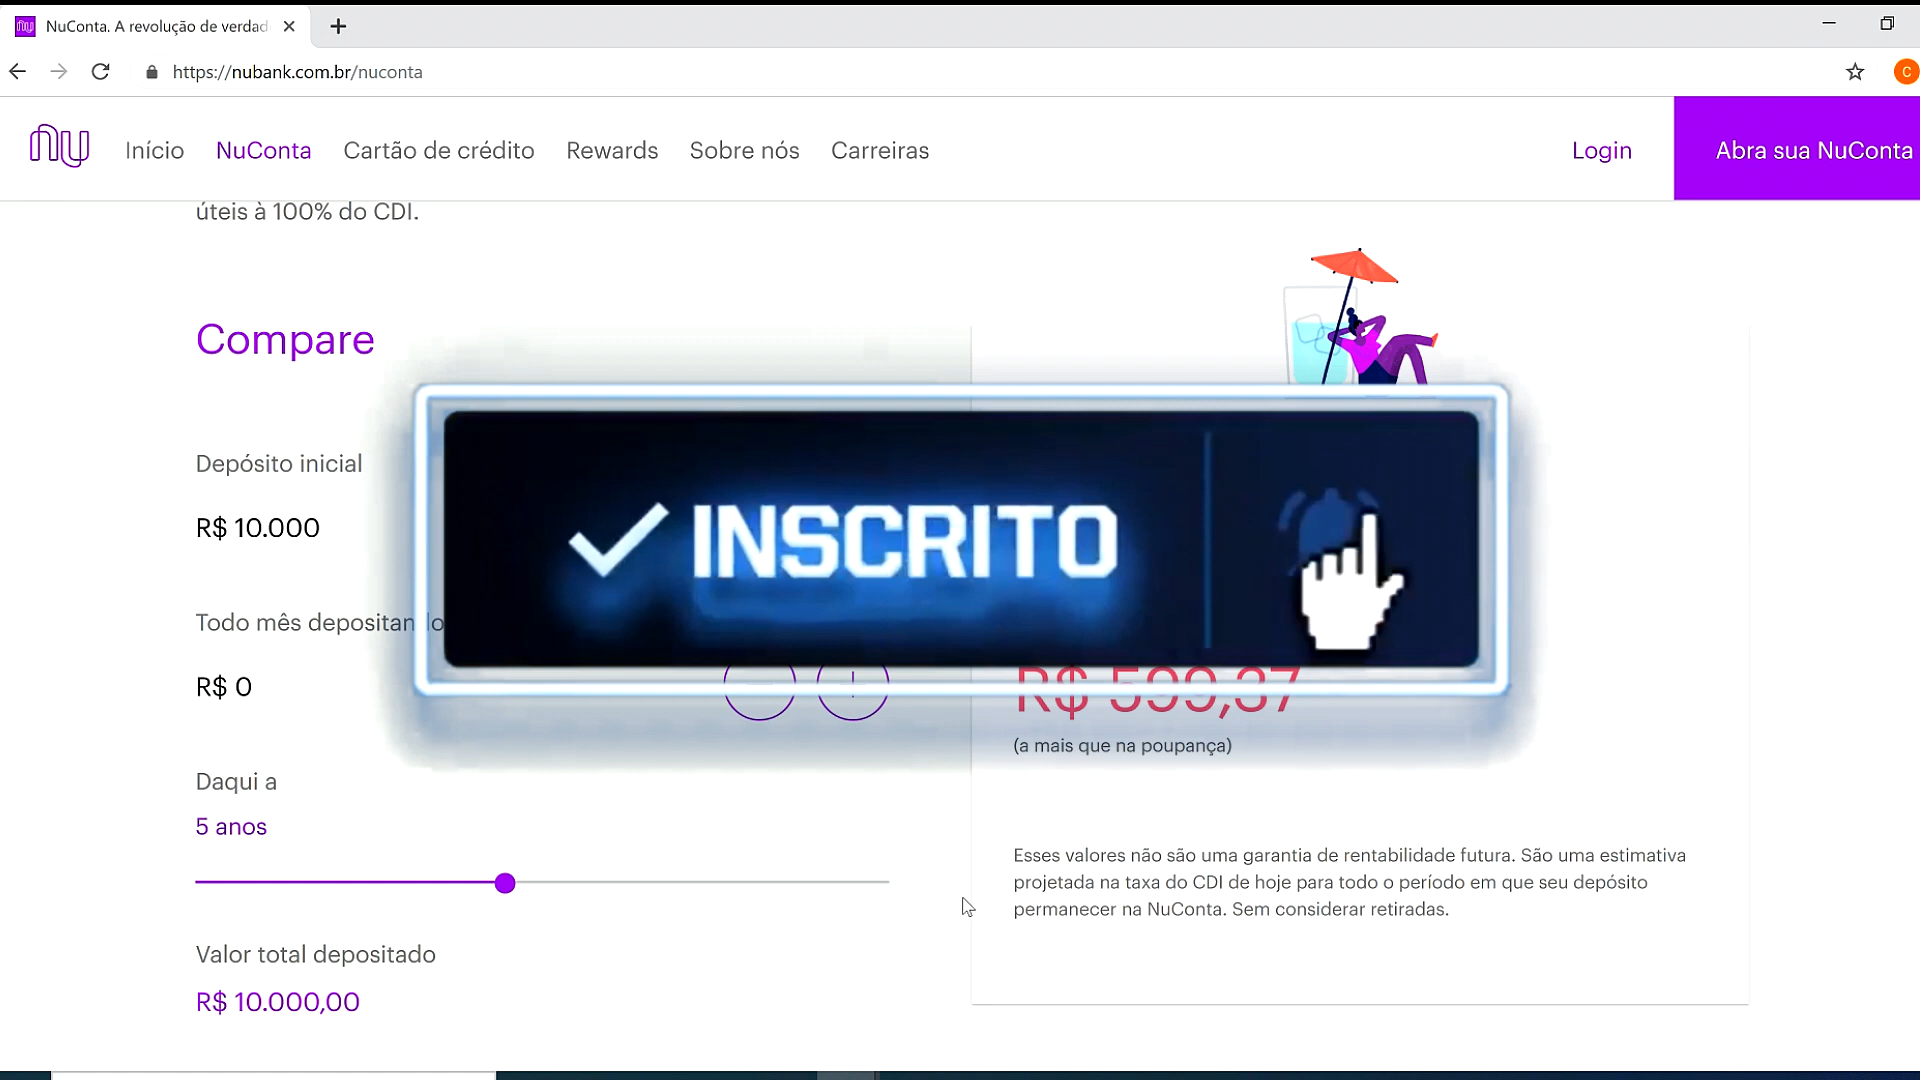 NuConta. A revolução de verdad
https://nubank.com.br/nuconta
C
nu Início NuConta Cartão de crédito Rewards Sobre nós Carreiras Login Abra sua NuConta
úteis à 100% do CDI.
Compare
Depósito inicial
R$ 10.000
INSCRITO
Todo mês depositan lo
R$ 0
R$ 599,37
(a mais que na poupança)
Daqui a
5 anos
Esses valores não são uma garantia de rentabilidade futura. São uma estimativa
projetada na taxa do CDI de hoje para todo o período em que seu depósito
permanecer na NuConta. Sem considerar retiradas.
Valor total depositado
R$ 10.000,00